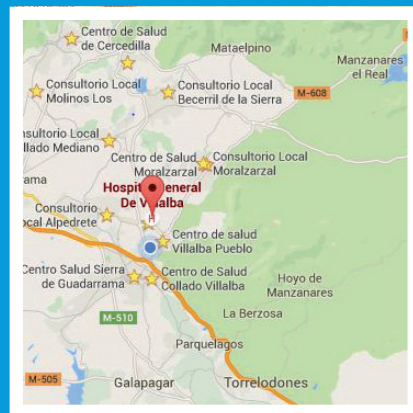 Centro de Salud
de Cercedilla
Mataelpino
Manzanares
el Real
Consultorio Local
Molinos Los
Consultorio Local
Becerril de la Sierra
M-608
nsultorio Local
llado Mediano
Centro de Salud
Moralzarzal
Consultorio Local
Moralzarzal
ama
Hospital General
De Villalba
H
Consultorio
ocal Alpedrete
Centro de salud
Villalba Pueblo
Centro Salud Sierra
de Guadarrama
Centro de Salud
Collado Villalba
Hoyo de
Manzanares
M-510
La Berzosa
Parquelagos
M-505
Galapagar
Torrelodones